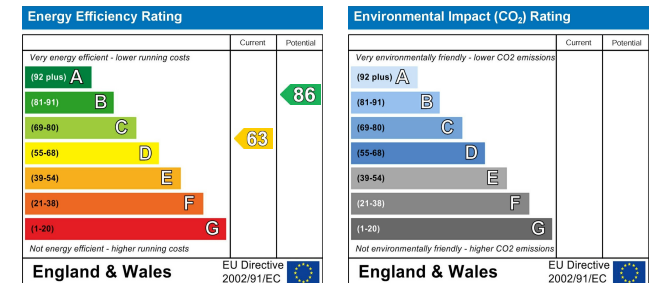 Energy Efficiency Rating
Current Potential
Very energy efficient - lower running costs
(92 plus) A
(81-91) B
86
(69-80) C
63
(55-68) D
(39-54) E
(21-38) F
(1-20) G
Not energy efficient - higher running costs
England & Wales
EU Directive
2002/91/EC
Environmental Impact (CO2) Rating
Current Potential
Very environmentally friendly - lower CO2 emissions
(92 plus) A
(81-91) B
(69-80) C
(55-68) D
(39-54) E
(21-38) F
(1-20) G
Not environmentally friendly - higher CO2 emissions
England & Wales
EU Directive
2002/91/EC